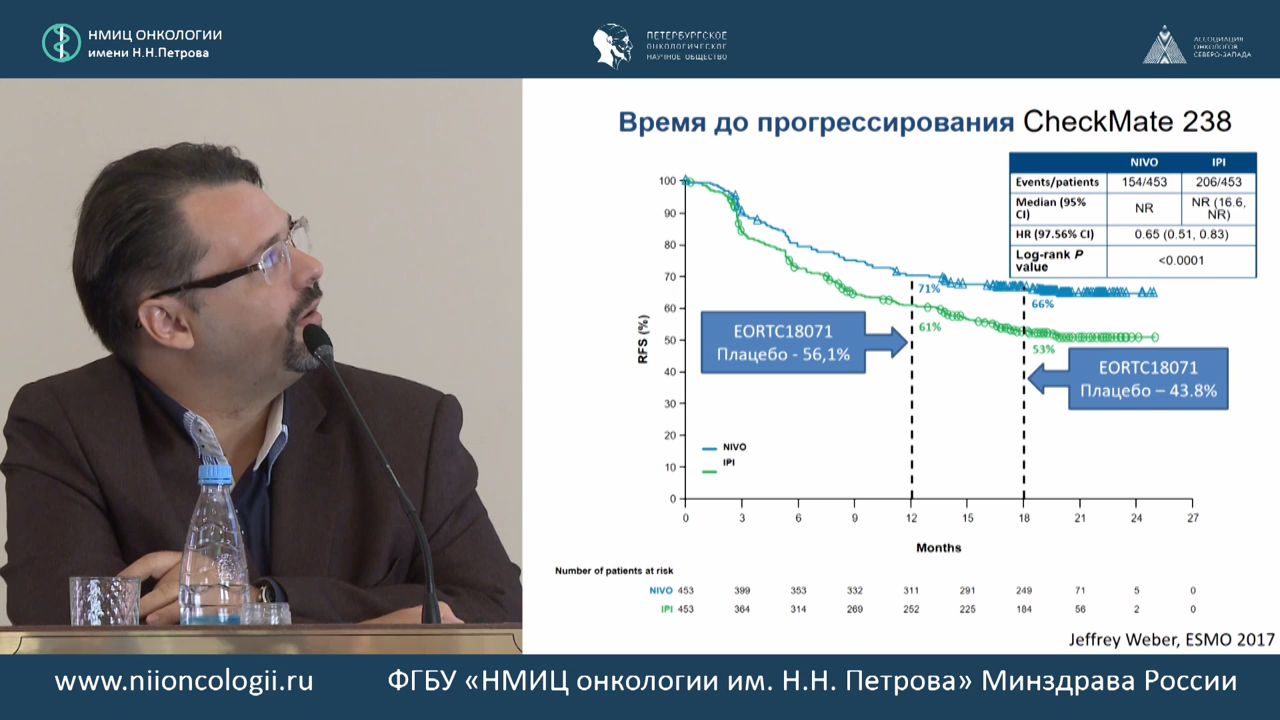 НМИЦ ОНКОЛОГИИ
имени Н.Н.Петрова
ПЕТЕРБУРГСКОЕ
ОНКОЛОГИЧЕСКОЕ
НАУЧНОЕ ОБЩЕСТВО
АССОЦИАЦИЯ
ОНКОЛОГОВ
СЕВЕРО-ЗАПАДА
Время до прогрессирования CheckMate 238
NIVO IPI
Events/patients 154/453 206/453
Median (95% CI) NR NR (16.6, NR)
HR (97.56% CI) 0.65 (0.51, 0.83)
Log-rank P value <0.0001
RFS (%)
100
90
80
70
60
50
40
30
20
10
0
71%
66%
61%
53%
EORTC18071
Плацебо - 56,1%
EORTC18071
Плацебо – 43.8%
NIVO
IPI
0 3 6 9 12 15 18 21 24 27
Months
Number of patients at risk
NIVO 453 399 353 332 311 291 249 71 5 0
IPI 453 364 314 269 252 225 184 56 2 0
Jeffrey Weber, ESMO 2017
www.niioncologii.ru ФГБУ «НМИЦ онкологии им. Н.Н. Петрова» Минздрава России